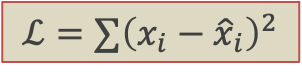 ℒ = ∑(xᵢ − x̂ᵢ)²